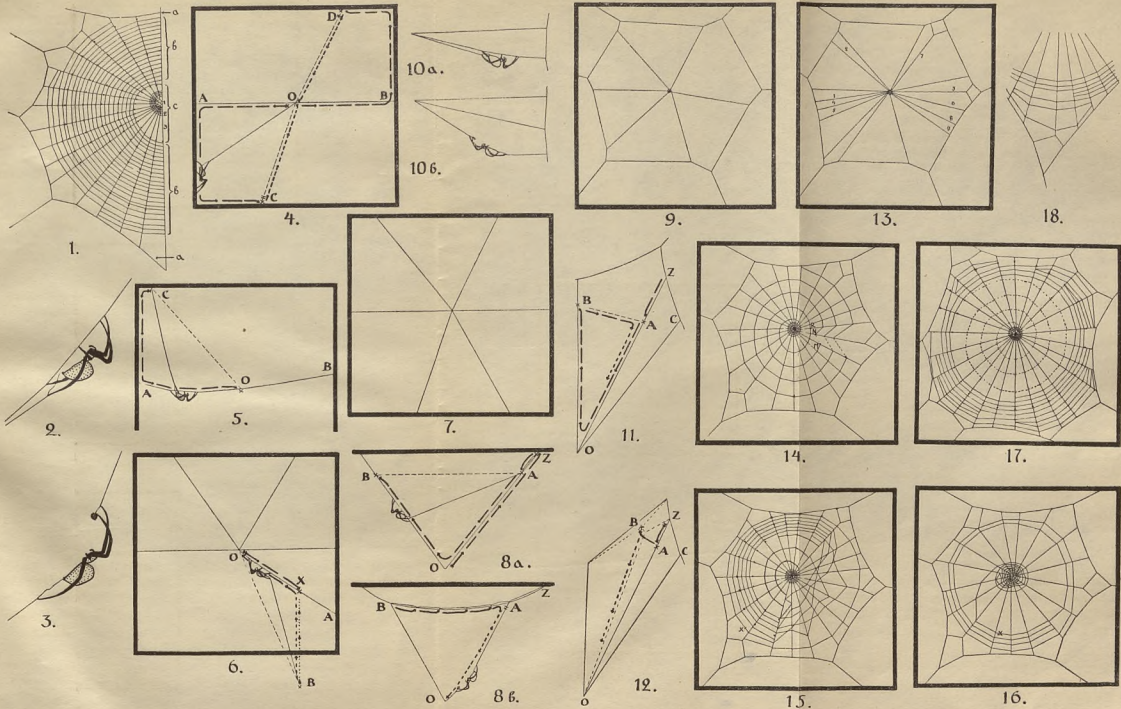 a
б
c
б
a
1.
A
O
B
C
D
4.
10a.
10б.
9.
13.
18.
2.
C
A
O
B
5.
7.
B
A
Z
C
O
11.
14.
17.
3.
O
X
A
B
6.
B
A
Z
O
8a.
B
A
Z
O
8б.
B
Z
A
C
O
12.
x
15.
x
16.